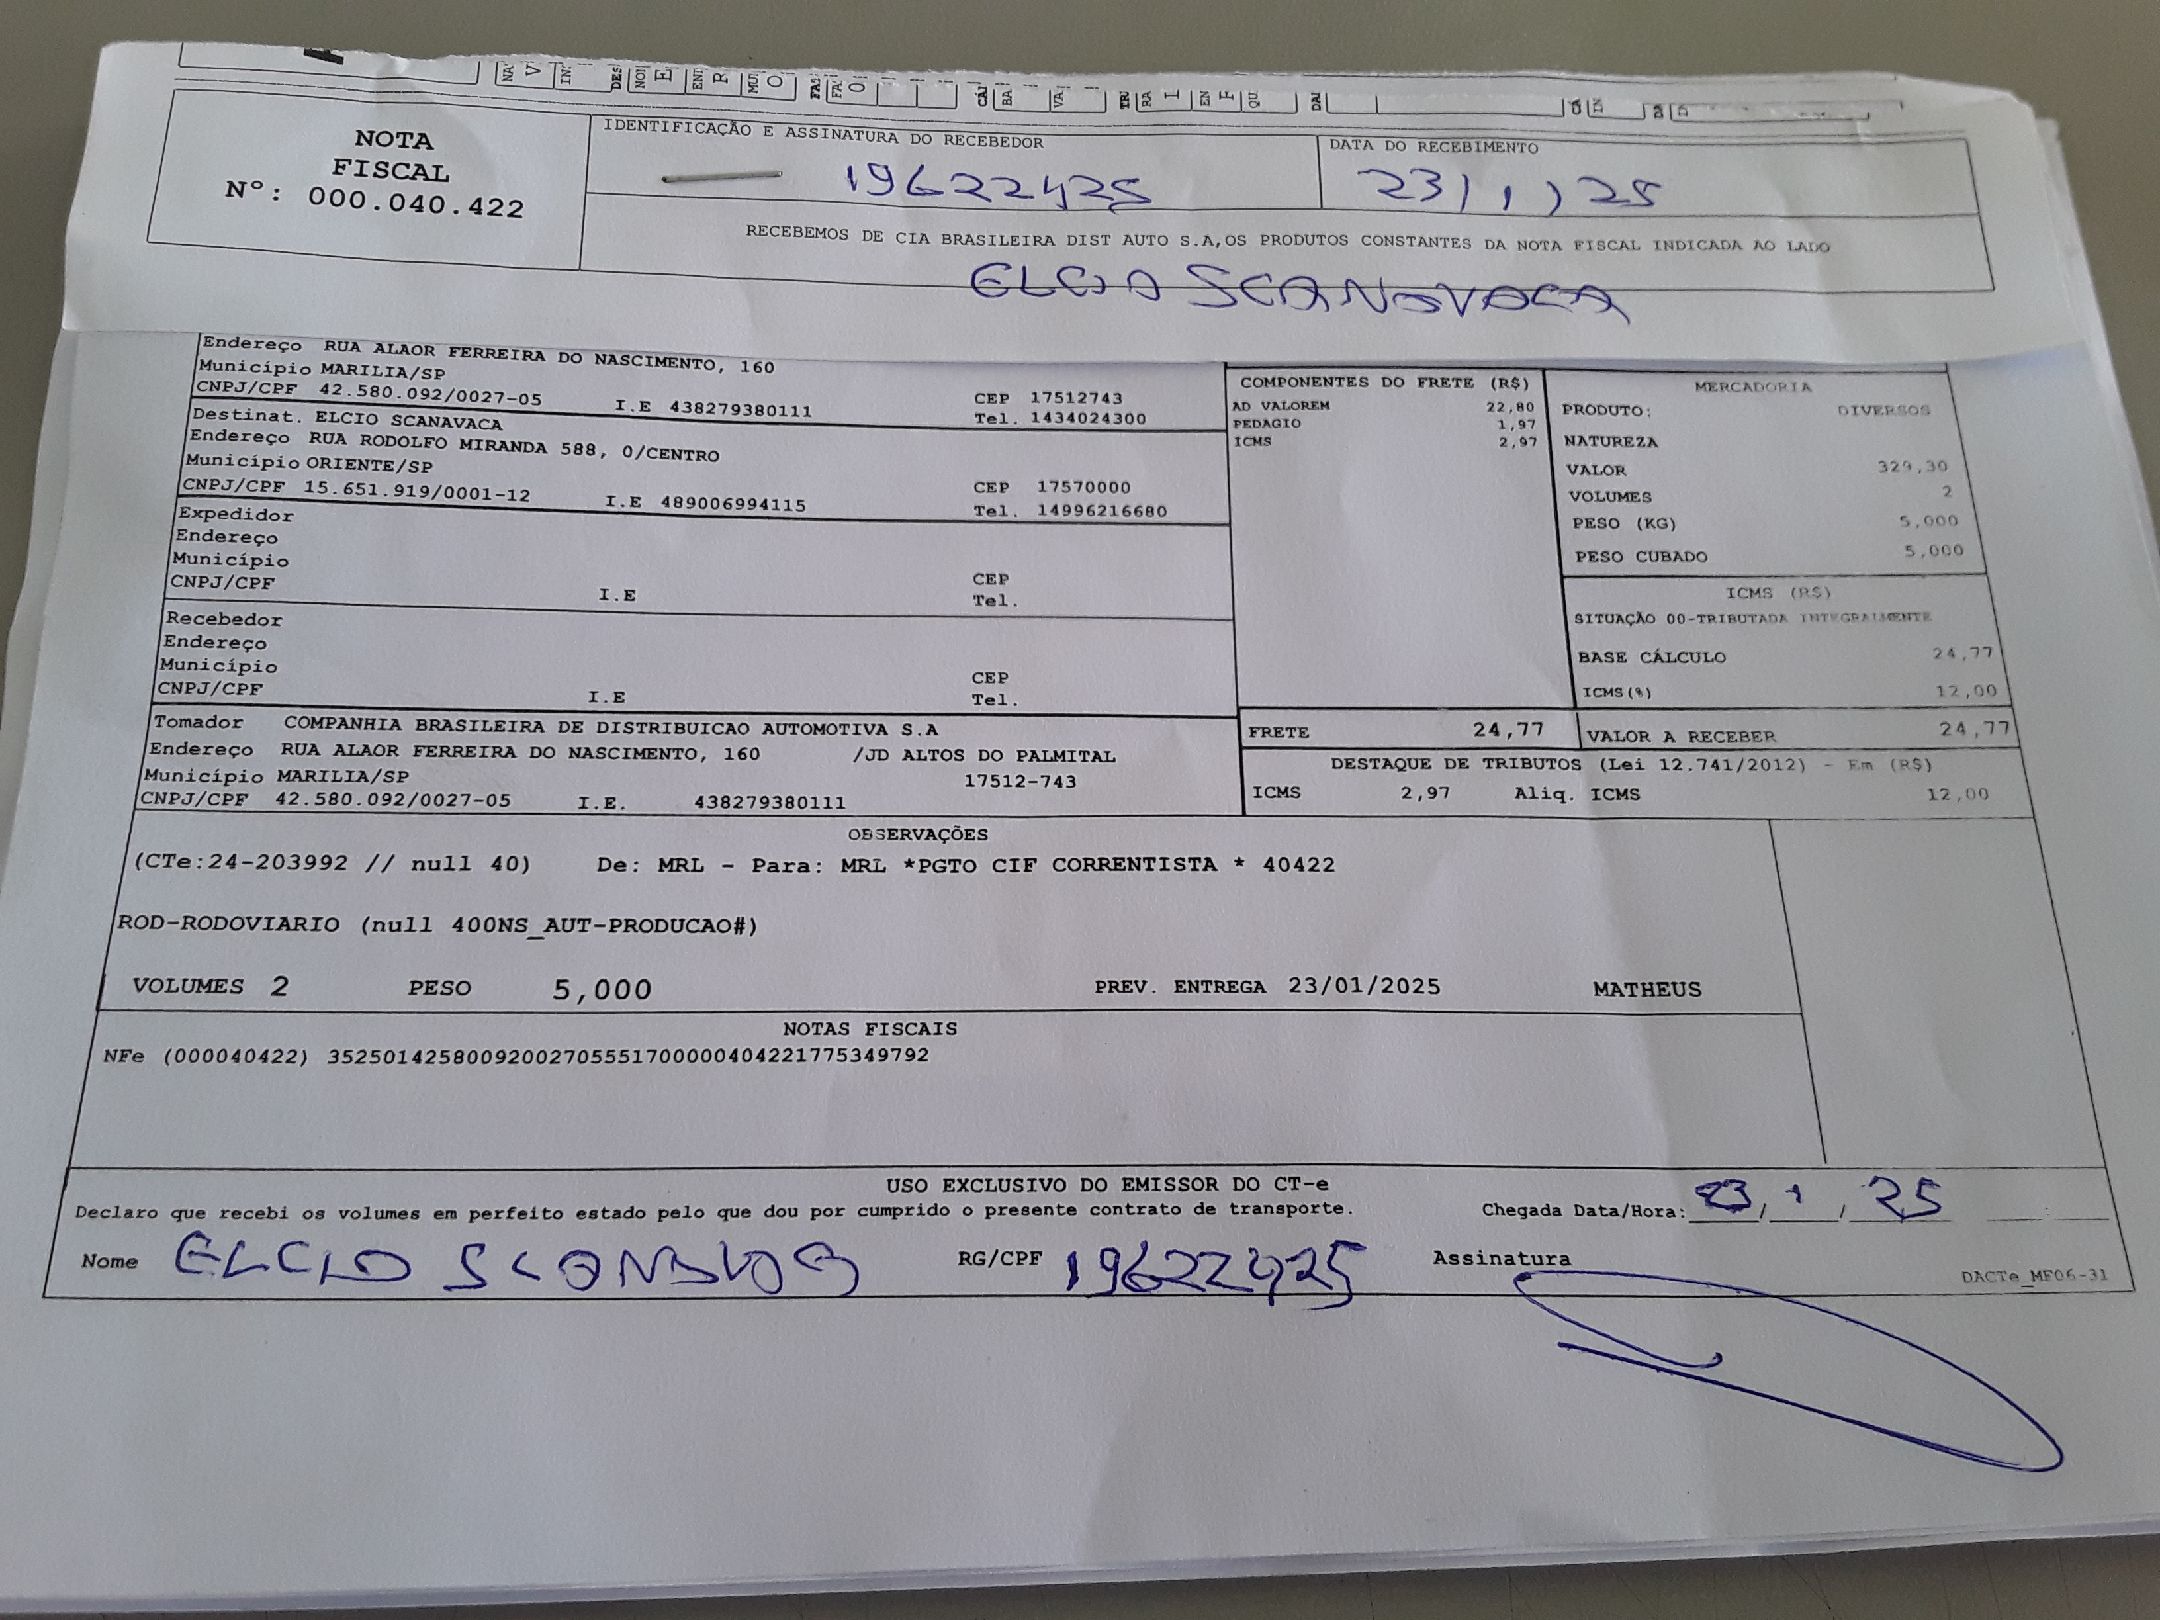 NOTA
FISCAL
Nº: 000.040.422
IDENTIFICAÇÃO E ASSINATURA DO RECEBEDOR
19622425
DATA DO RECEBIMENTO
23/1/25
RECEBEMOS DE CIA BRASILEIRA DIST AUTO S.A,OS PRODUTOS CONSTANTES DA NOTA FISCAL INDICADA AO LADO
ELCIO SCANAVACA
Endereço RUA ALAOR FERREIRA DO NASCIMENTO, 160
Município MARILIA/SP
CNPJ/CPF 42.580.092/0027-05 I.E 438279380111
CEP 17512743
Tel. 1434024300
Destinat. ELCIO SCANAVACA
Endereço RUA RODOLFO MIRANDA 588, 0/CENTRO
Município ORIENTE/SP
CNPJ/CPF 15.651.919/0001-12 I.E 489006994115
CEP 17570000
Tel. 14996216680
Expedidor
Endereço
Município
CNPJ/CPF I.E
CEP
Tel.
Recebedor
Endereço
Município
CNPJ/CPF I.E
CEP
Tel.
Tomador COMPANHIA BRASILEIRA DE DISTRIBUICAO AUTOMOTIVA S.A
Endereço RUA ALAOR FERREIRA DO NASCIMENTO, 160 /JD ALTOS DO PALMITAL
Município MARILIA/SP 17512-743
CNPJ/CPF 42.580.092/0027-05 I.E. 438279380111
COMPONENTES DO FRETE (R$)
AD VALOREM 22,80
PEDAGIO 1,97
ICMS 2,97
MERCADORIA
PRODUTO: DIVERSOS
NATUREZA
VALOR 329,30
VOLUMES 2
PESO (KG) 5,000
PESO CUBADO 5,000
ICMS (R$)
SITUAÇÃO 00-TRIBUTADA INTEGRALMENTE
BASE CÁLCULO 24,77
ICMS(%) 12,00
FRETE 24,77 VALOR A RECEBER 24,77
DESTAQUE DE TRIBUTOS (Lei 12.741/2012) - Em (R$)
ICMS 2,97 Aliq. ICMS 12,00
OBSERVAÇÕES
(CTe:24-203992 // null 40) De: MRL - Para: MRL *PGTO CIF CORRENTISTA * 40422
ROD-RODOVIARIO (null 400NS_AUT-PRODUCAO#)
VOLUMES 2 PESO 5,000 PREV. ENTREGA 23/01/2025 MATHEUS
NOTAS FISCAIS
NFe (000040422) 35250142580092002705551700000404221775349792
USO EXCLUSIVO DO EMISSOR DO CT-e
Declaro que recebi os volumes em perfeito estado pelo que dou por cumprido o presente contrato de transporte. Chegada Data/Hora: 23/1/25
Nome ELCIO RG/CPF 19622425 Assinatura
DACTe_MF06-31